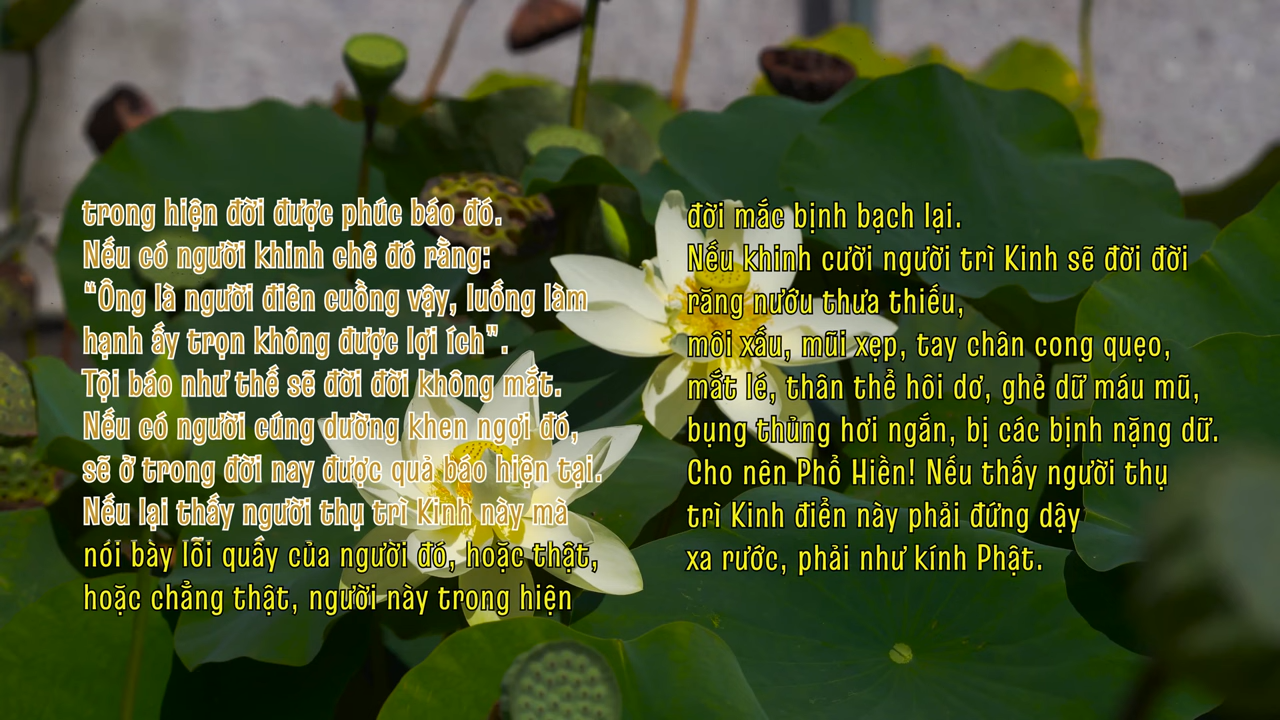 trong hiện đời được phúc báo đó.
Nếu có người khinh chê đó rằng:
“Ông là người điên cuồng vậy, luống làm
hạnh ấy trọn không được lợi ích”.
Tội báo như thế sẽ đời đời không mắt.
Nếu có người cúng dường khen ngợi đó,
sẽ ở trong đời nay được quả báo hiện tại.
Nếu lại thấy người thụ trì Kinh này mà
nói bày lỗi quấy của người đó, hoặc thật,
hoặc chẳng thật, người này trong hiện
đời mắc bịnh bạch lại.
Nếu khinh cười người trì Kinh sẽ đời đời
răng nướu thưa thiếu,
môi xấu, mũi xẹp, tay chân cong quẹo,
mắt lé, thân thể hôi dơ, ghẻ dữ máu mũ,
bụng thủng hơi ngắn, bị các bịnh nặng dữ.
Cho nên Phổ Hiền! Nếu thấy người thụ
trì Kinh điển này phải đứng dậy
xa rước, phải như kính Phật.